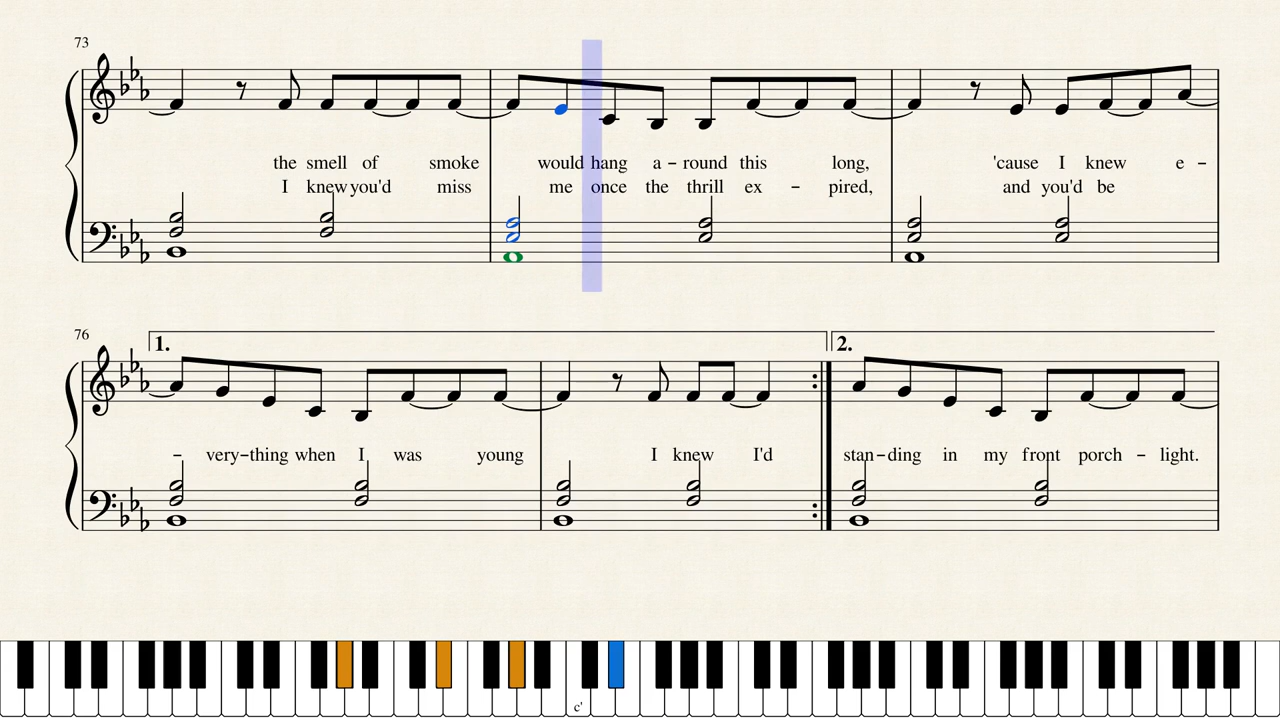 73
the smell of smoke would hang a – round this long, 'cause I knew e –
I knew you'd miss me once the thrill ex – pired, and you'd be
76
1. 2.
– very–thing when I was young I knew I'd stan–ding in my front porch – light.
c'